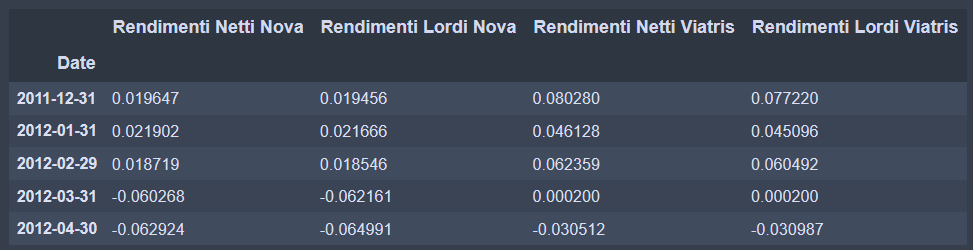 Rendimenti Netti Nova Rendimenti Lordi Nova Rendimenti Netti Viatris Rendimenti Lordi Viatris
Date
2011-12-31 0.019647 0.019456 0.080280 0.077220
2012-01-31 0.021902 0.021666 0.046128 0.045096
2012-02-29 0.018719 0.018546 0.062359 0.060492
2012-03-31 -0.060268 -0.062161 0.000200 0.000200
2012-04-30 -0.062924 -0.064991 -0.030512 -0.030987